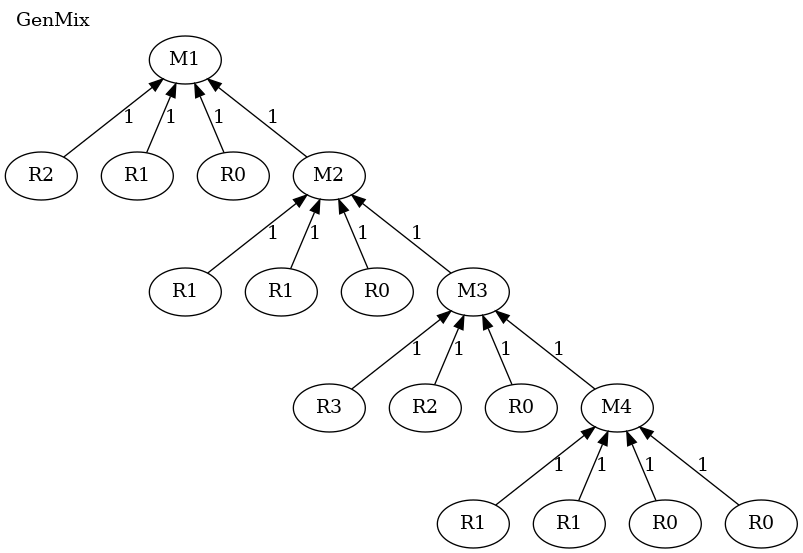 GenMix
M1
1 1 1 1
R2 R1 R0 M2
1 1 1 1
R1 R1 R0 M3
1 1 1 1
R3 R2 R0 M4
1 1 1 1
R1 R1 R0 R0